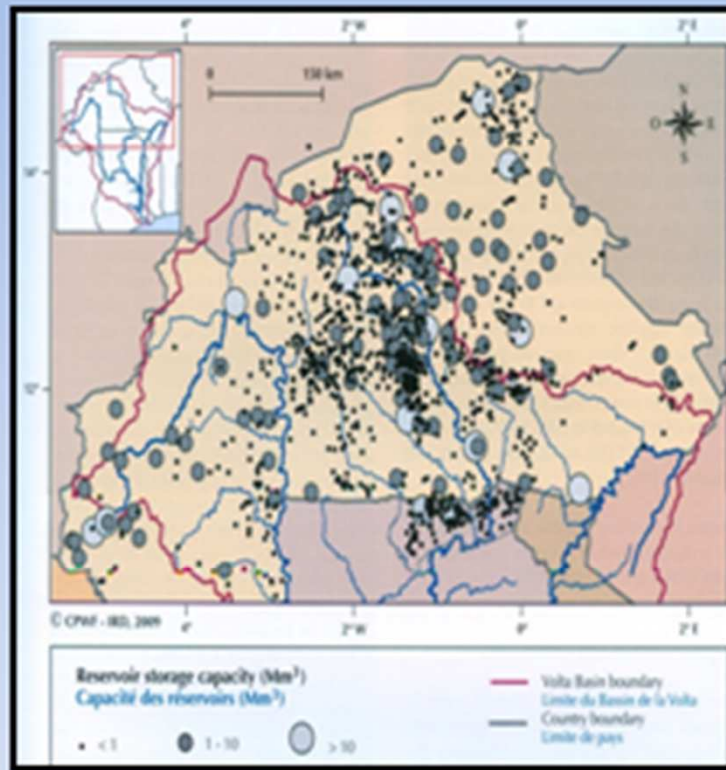 4° 2°W 0° 2°E
0 150 km
N
O E
S
14°
12°
© CPWF - IRD, 2009
4° 2°W 0° 2°E
Reservoir storage capacity (Mm³)
Capacité des réservoirs (Mm³)
< 1 1 - 10 > 10
Volta Basin boundary
Limite du Bassin de la Volta
Country boundary
Limite de pays